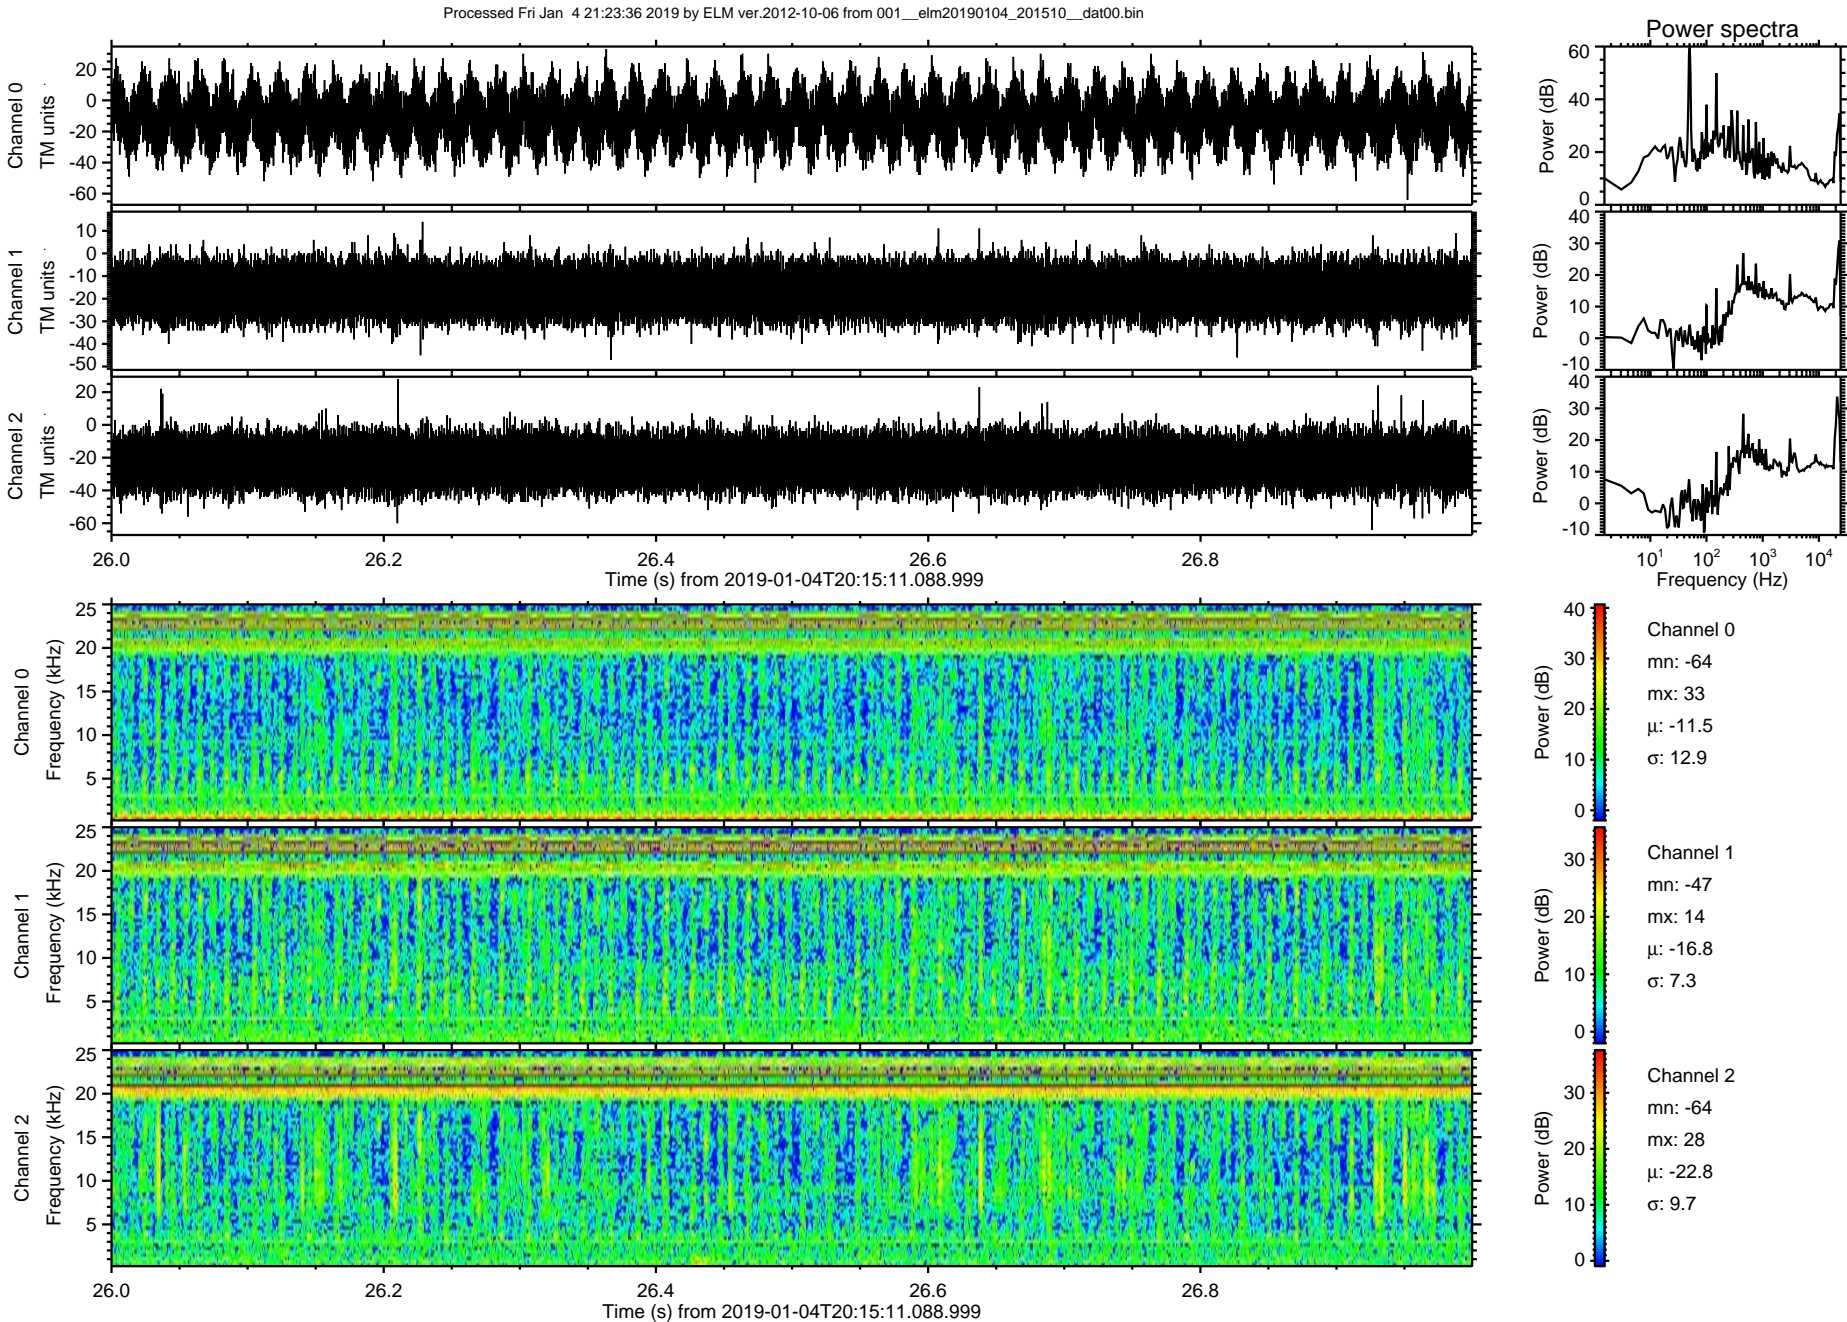 Processed Fri Jan  4 21:23:36 2019 by ELM ver.2012-10-06 from 001__elm20190104_201510__dat00.bin
Power spectra
Channel 0
TM units
20
0
-20
-40
-60
Power (dB)
60
40
20
0
Channel 1
TM units
10
0
-10
-20
-30
-40
-50
Power (dB)
40
30
20
10
0
-10
Channel 2
TM units
20
0
-20
-40
-60
Power (dB)
40
30
20
10
0
-10
26.0 26.2 26.4 26.6 26.8
Time (s) from 2019-01-04T20:15:11.088.999
10^1 10^2 10^3 10^4
Frequency (Hz)
Channel 0
Frequency (kHz)
25
20
15
10
5
Power (dB)
40
30
20
10
0
Channel 0
mn: -64
mx: 33
μ: -11.5
σ: 12.9
Channel 1
Frequency (kHz)
25
20
15
10
5
Power (dB)
30
20
10
0
Channel 1
mn: -47
mx: 14
μ: -16.8
σ: 7.3
Channel 2
Frequency (kHz)
25
20
15
10
5
Power (dB)
30
20
10
0
Channel 2
mn: -64
mx: 28
μ: -22.8
σ: 9.7
26.0 26.2 26.4 26.6 26.8
Time (s) from 2019-01-04T20:15:11.088.999